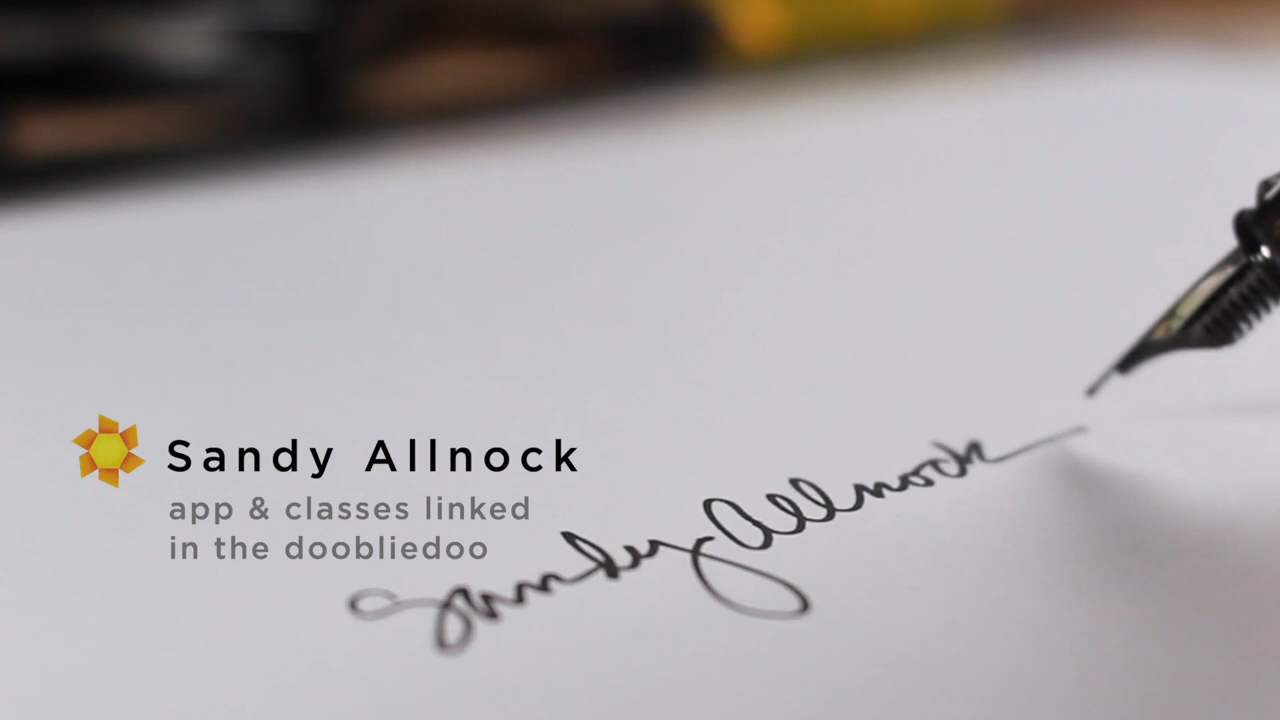 Sandy Allnock
app & classes linked
in the doobliedoo
Sandy Allnock